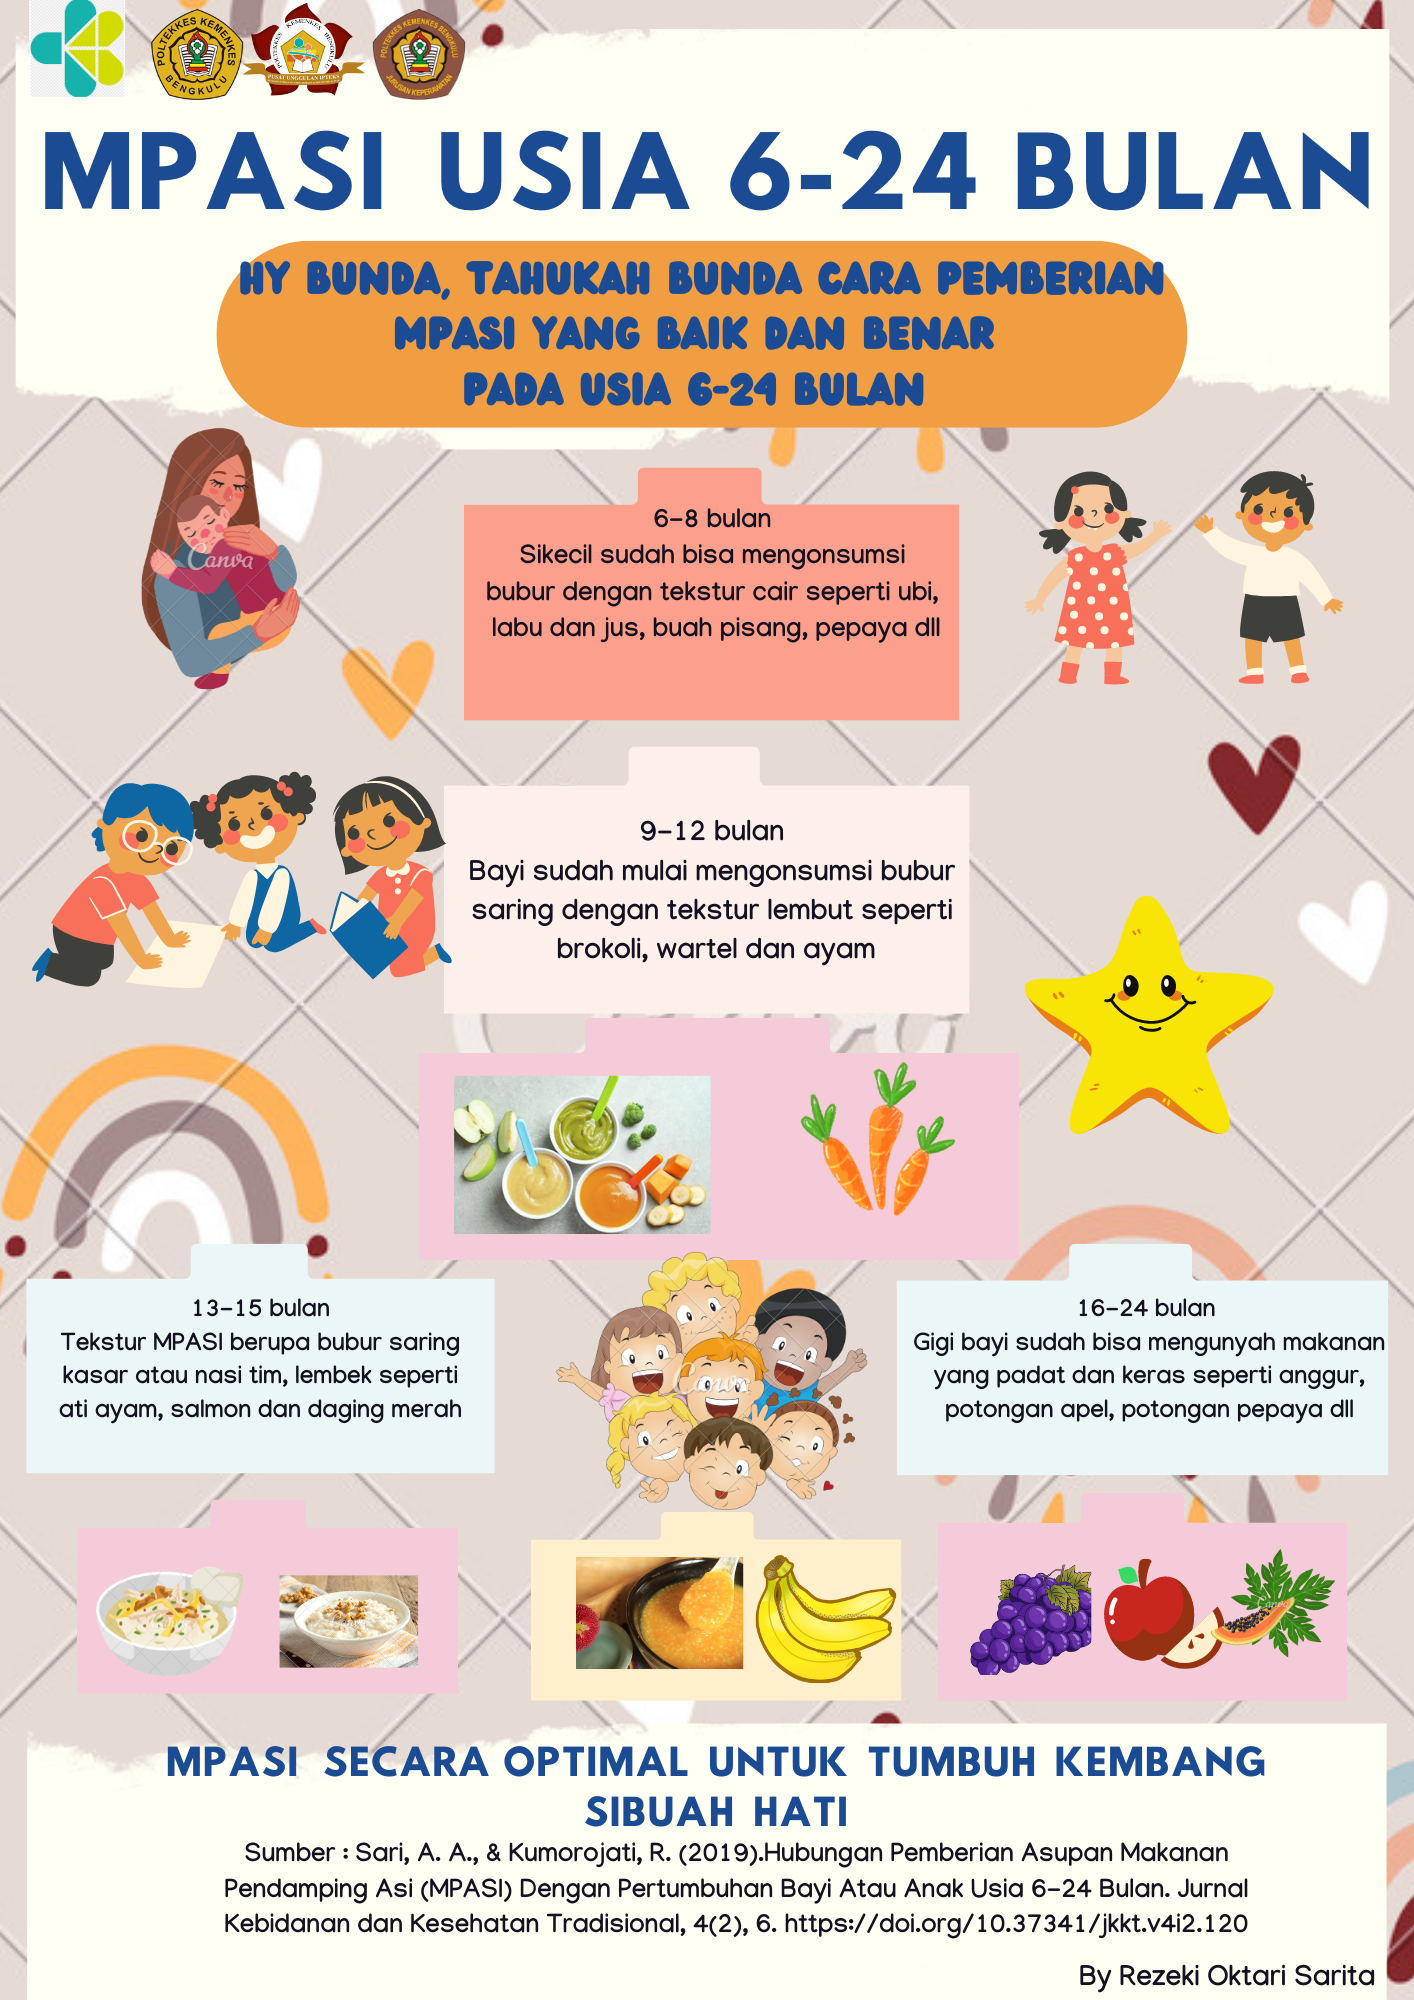 POLTEKKES KEMENKES
BENGKULU
POLTEKKES KEMENKES BENGKULU
PUSAT UNGGULAN IPTEKS
POLTEKKES KEMENKES BENGKULU
JURUSAN KEPERAWATAN
MPASI USIA 6-24 BULAN
HY BUNDA, TAHUKAH BUNDA CARA PEMBERIAN
MPASI YANG BAIK DAN BENAR
PADA USIA 6-24 BULAN
Canva
6-8 bulan
Sikecil sudah bisa mengonsumsi
bubur dengan tekstur cair seperti ubi,
labu dan jus, buah pisang, pepaya dll
9-12 bulan
Bayi sudah mulai mengonsumsi bubur
saring dengan tekstur lembut seperti
brokoli, wartel dan ayam
13-15 bulan
Tekstur MPASI berupa bubur saring
kasar atau nasi tim, lembek seperti
ati ayam, salmon dan daging merah
Canva
16-24 bulan
Gigi bayi sudah bisa mengunyah makanan
yang padat dan keras seperti anggur,
potongan apel, potongan pepaya dll
Canva
MPASI SECARA OPTIMAL UNTUK TUMBUH KEMBANG
SIBUAH HATI
Sumber : Sari, A. A., & Kumorojati, R. (2019).Hubungan Pemberian Asupan Makanan
Pendamping Asi (MPASI) Dengan Pertumbuhan Bayi Atau Anak Usia 6-24 Bulan. Jurnal
Kebidanan dan Kesehatan Tradisional, 4(2), 6. https://doi.org/10.37341/jkkt.v4i2.120
By Rezeki Oktari Sarita